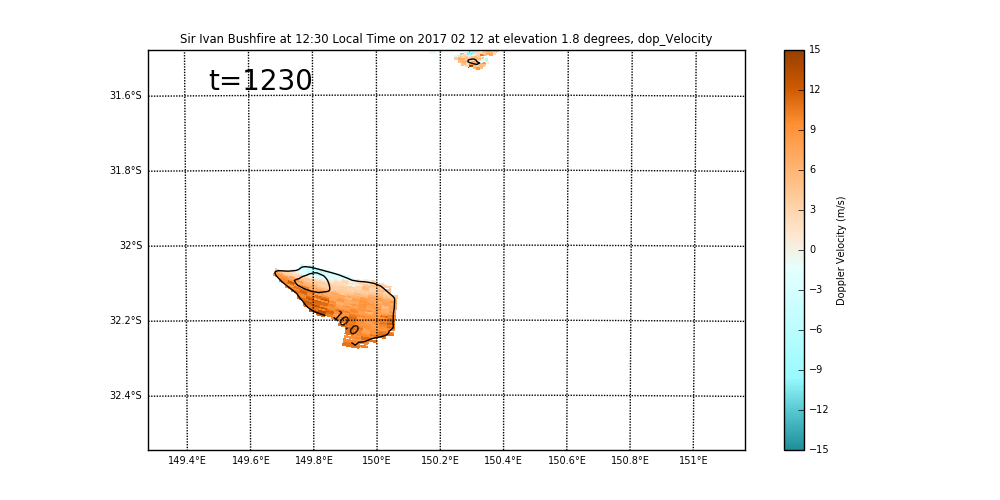 Sir Ivan Bushfire at 12:30 Local Time on 2017 02 12 at elevation 1.8 degrees, dop_Velocity
t=1230
31.6°S
31.8°S
32°S
32.2°S
32.4°S
10.0
149.4°E 149.6°E 149.8°E 150°E 150.2°E 150.4°E 150.6°E 150.8°E 151°E
15
12
9
6
3
0
−3
−6
−9
−12
−15
Doppler Velocity (m/s)